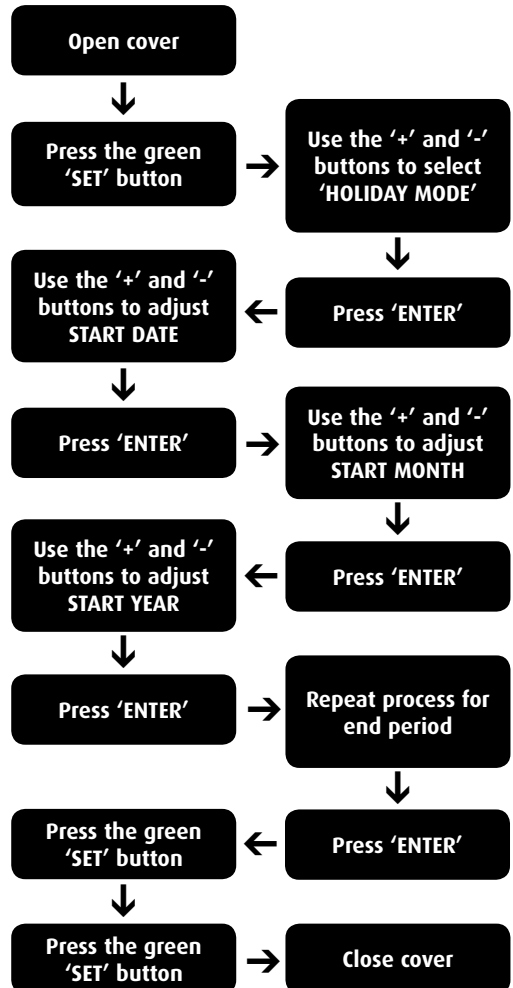 Open cover
Press the green
‘SET’ button
Use the ‘+’ and ‘-’
buttons to select
‘HOLIDAY MODE’
Press ‘ENTER’
Use the ‘+’ and ‘-’
buttons to adjust
START DATE
Press ‘ENTER’
Use the ‘+’ and ‘-’
buttons to adjust
START MONTH
Press ‘ENTER’
Use the ‘+’ and ‘-’
buttons to adjust
START YEAR
Press ‘ENTER’
Repeat process for
end period
Press ‘ENTER’
Press the green
‘SET’ button
Press the green
‘SET’ button
Close cover